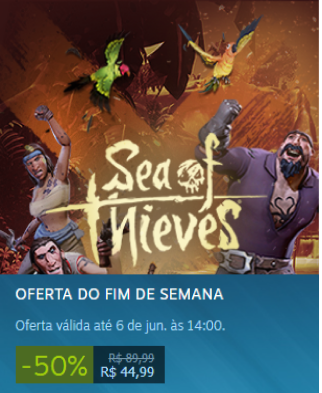 Sea of
Thieves
OFERTA DO FIM DE SEMANA
Oferta válida até 6 de jun. às 14:00.
-50%
R$ 89,99
R$ 44,99